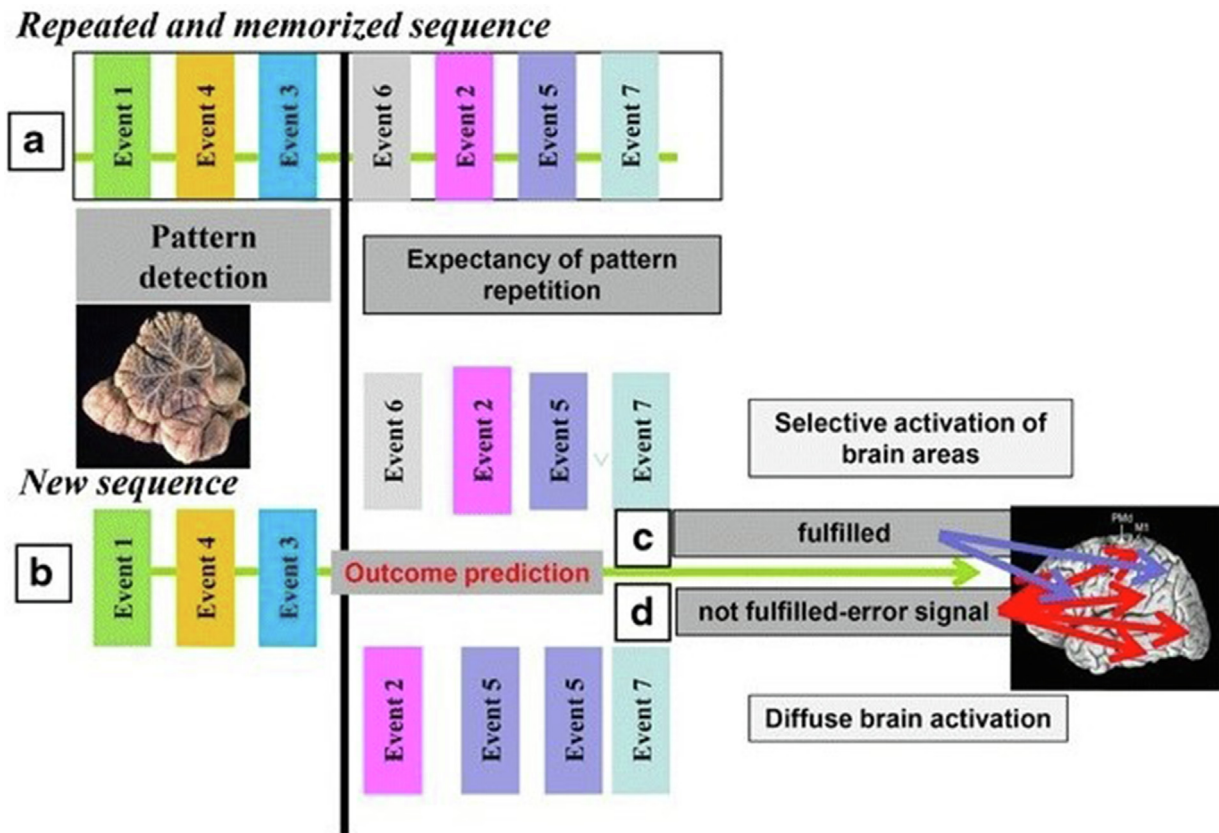 Repeated and memorized sequence
a
Event 1
Event 4
Event 3
Event 6
Event 2
Event 5
Event 7
Pattern
detection
Expectancy of pattern
repetition
Event 6
Event 2
Event 5
Event 7
Selective activation of
brain areas
New sequence
b
Event 1
Event 4
Event 3
Outcome prediction
c
fulfilled
d
not fulfilled-error signal
PMd
M1
Event 2
Event 5
Event 5
Event 7
Diffuse brain activation